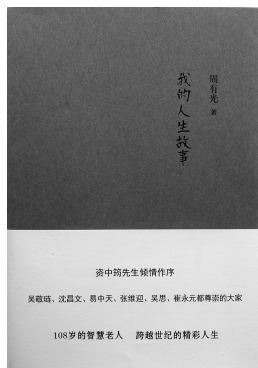 周有光 著
我的人生故事
资中筠先生倾情作序
吴敬琏、沈昌文、易中天、张维迎、吴思、崔永元都尊崇的大家
108岁的智慧老人 跨越世纪的精彩人生